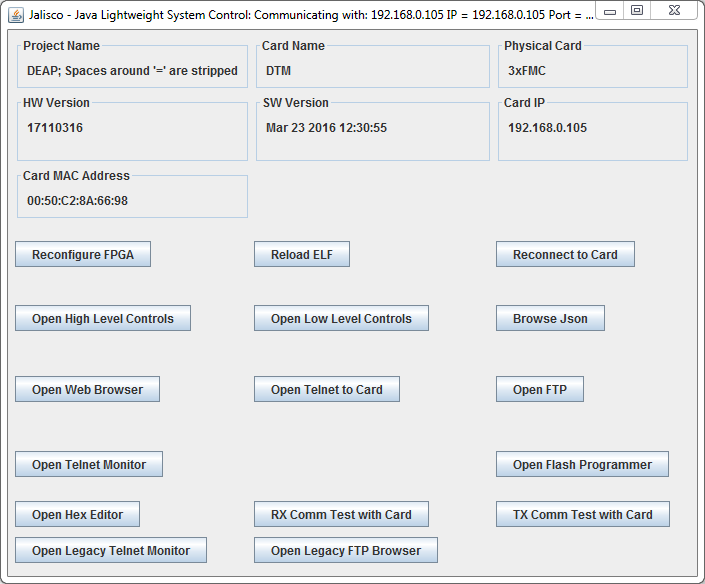 Jalisco - Java Lightweight System Control: Communicating with: 192.168.0.105 IP = 192.168.0.105 Port = ...
Project Name
DEAP; Spaces around '=' are stripped
Card Name
DTM
Physical Card
3xFMC
HW Version
17110316
SW Version
Mar 23 2016 12:30:55
Card IP
192.168.0.105
Card MAC Address
00:50:C2:8A:66:98
Reconfigure FPGA
Reload ELF
Reconnect to Card
Open High Level Controls
Open Low Level Controls
Browse Json
Open Web Browser
Open Telnet to Card
Open FTP
Open Telnet Monitor
Open Flash Programmer
Open Hex Editor
RX Comm Test with Card
TX Comm Test with Card
Open Legacy Telnet Monitor
Open Legacy FTP Browser